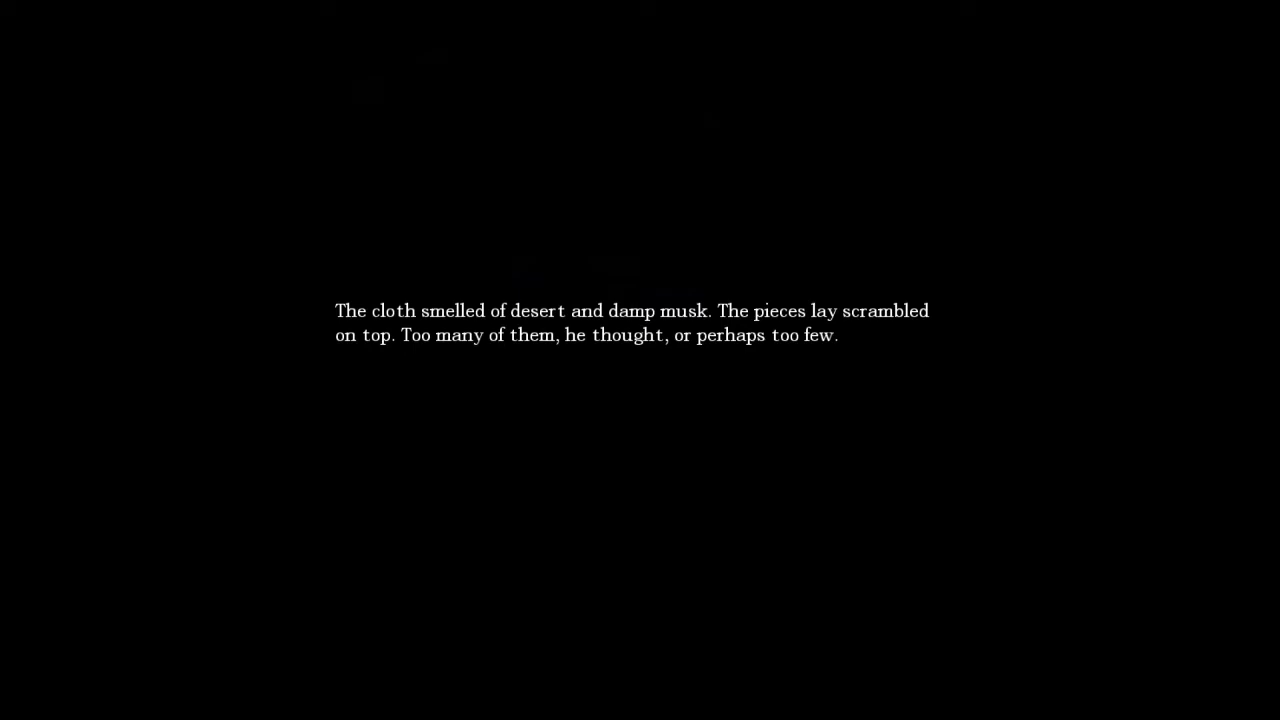 The cloth smelled of desert and damp musk. The pieces lay scrambled
on top. Too many of them, he thought, or perhaps too few.